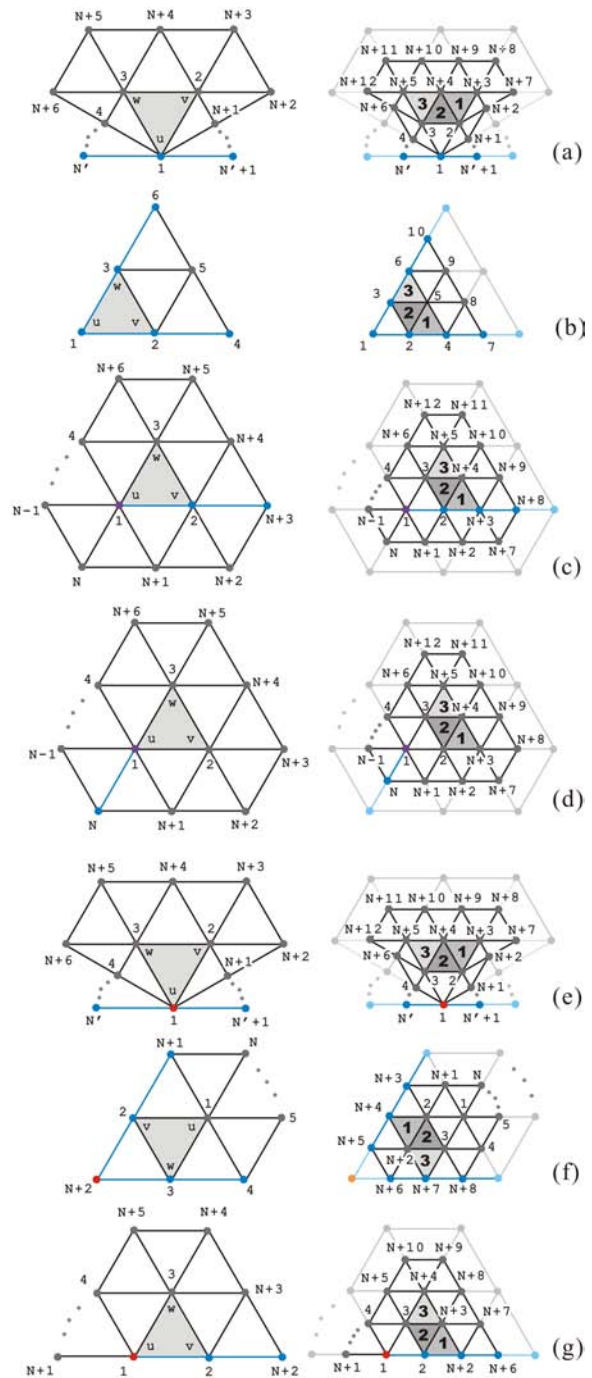 N+5 N+4 N+3
3 2
N+6 4 w v N+1 N+2
u
N' 1 N'+1
N+11 N+10 N+9 N÷8
N+12 N+5 N+4 N+3 N+7
N+6 3 1 N+2
2
4 3 2 N+1
N' 1 N'+1
(a)
6
3 5
w
u v
1 2 4
10
6 9
3 3 5 8
2 1
1 2 4 7
(b)
N+6 N+5
4 3 N+4
w
u v
N-1 1 2 N+3
N N+1 N+2
N+12 N+11
N+6 N+5 N+10
4 3 3 N+4 N+9
2 1
N-1 1 2 N+3 N+8
N N+1 N+2 N+7
(c)
N+6 N+5
4 3 N+4
w
u v
N-1 1 2 N+3
N N+1 N+2
N+12 N+11
N+6 N+5 N+10
4 3 3 N+4 N+9
2 1
N-1 1 2 N+3 N+8
N N+1 N+2 N+7
(d)
N+5 N+4 N+3
3 2
N+6 4 w v N+1 N+2
u
N' 1 N'+1
N+11 N+10 N+9 N+8
N+12 N+5 N+4 N+3 N+7
N+6 3 1 N+2
2
4 3 2 N+1
N' 1 N'+1
(e)
N+1 N
2 1 5
v u
w
N+2 3 4
N+3 N+1 N
N+4 2 1 5
1 2
N+5 N+2 3 4
3
N+6 N+7 N+8
(f)
N+5 N+4
4 3 N+3
w
u v
N+1 1 2 N+2
N+10 N+9
N+5 N+4 N+8
4 3 3 N+3 N+7
2 1
N+1 1 2 N+2 N+6
(g)